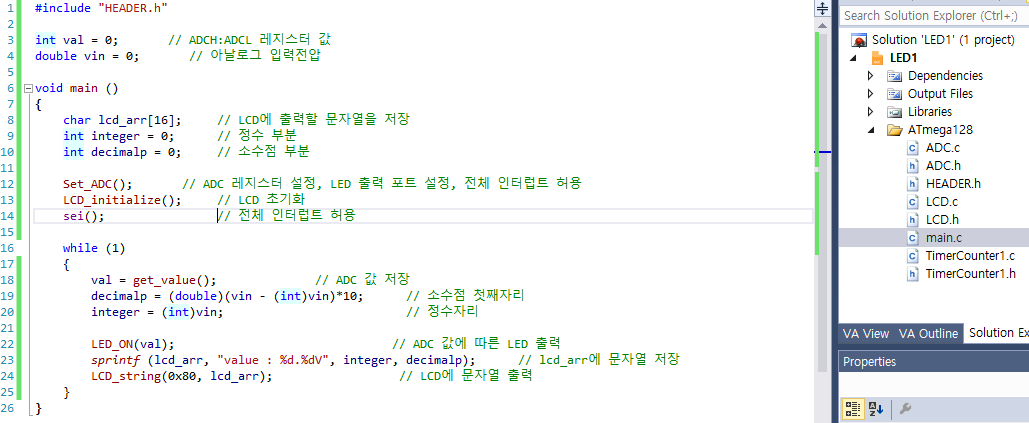 1 #include "HEADER.h"
2
3 int val = 0; // ADCH:ADCL 레지스터 값
4 double vin = 0; // 아날로그 입력전압
5
6 void main ()
7 {
8 char lcd_arr[16]; // LCD에 출력할 문자열을 저장
9 int integer = 0; // 정수 부분
10 int decimalp = 0; // 소수점 부분
11
12 Set_ADC(); // ADC 레지스터 설정, LED 출력 포트 설정, 전체 인터럽트 허용
13 LCD_initialize(); // LCD 초기화
14 sei(); // 전체 인터럽트 허용
15
16 while (1)
17 {
18 val = get_value(); // ADC 값 저장
19 decimalp = (double)(vin - (int)vin)*10; // 소수점 첫째자리
20 integer = (int)vin; // 정수자리
21
22 LED_ON(val); // ADC 값에 따른 LED 출력
23 sprintf (lcd_arr, "value : %d.%dV", integer, decimalp); // lcd_arr에 문자열 저장
24 LCD_string(0x80, lcd_arr); // LCD에 문자열 출력
25 }
26 }
Search Solution Explorer (Ctrl+;)
Solution 'LED1' (1 project)
LED1
Dependencies
Output Files
Libraries
ATmega128
ADC.c
ADC.h
HEADER.h
LCD.c
LCD.h
main.c
TimerCounter1.c
TimerCounter1.h
VA View VA Outline Solution Ex
Properties